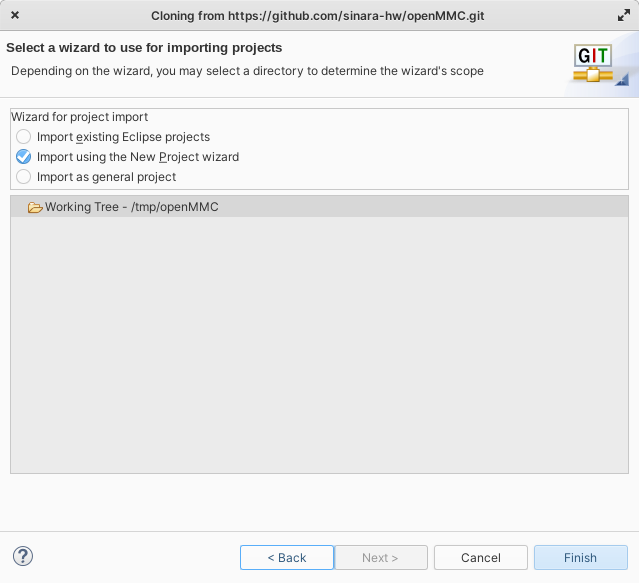 Cloning from https://github.com/sinara-hw/openMMC.git
Select a wizard to use for importing projects
Depending on the wizard, you may select a directory to determine the wizard's scope
GIT
Wizard for project import
Import existing Eclipse projects
Import using the New Project wizard
Import as general project
Working Tree - /tmp/openMMC
?
< Back
Next >
Cancel
Finish